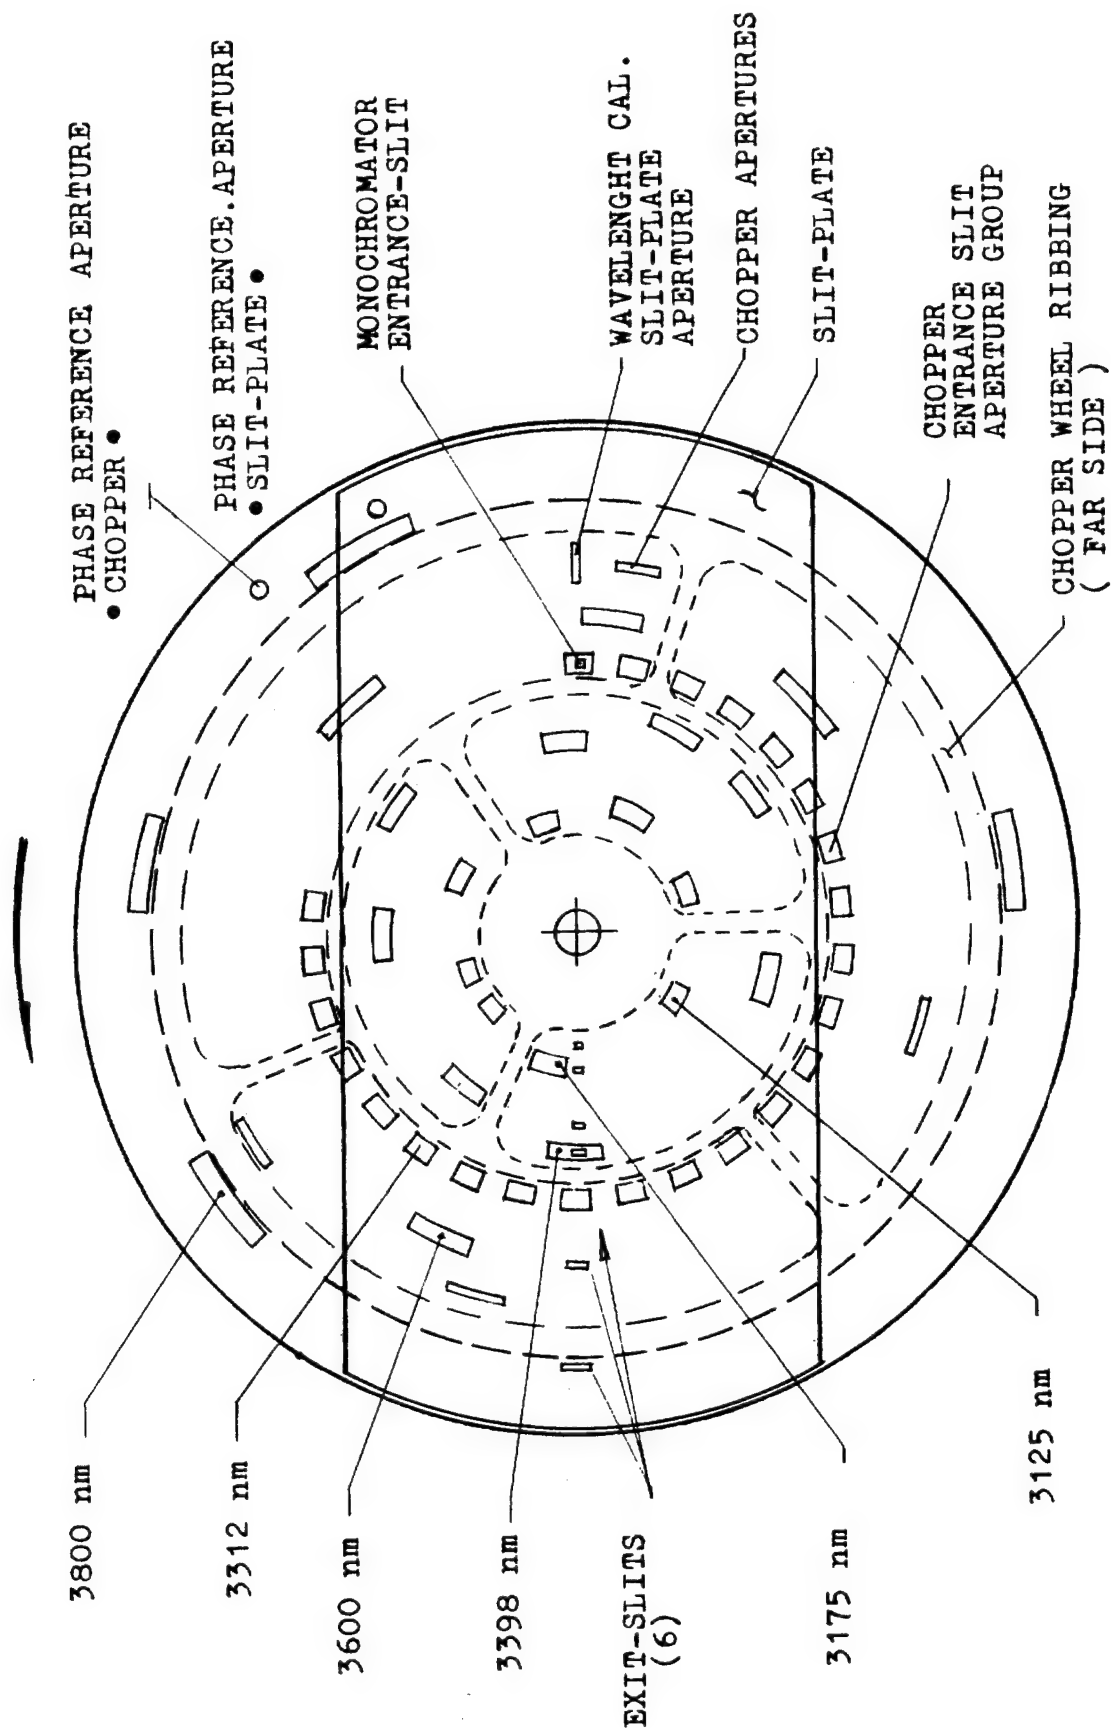 PHASE REFERENCE APERTURE
• CHOPPER •
PHASE REFERENCE.APERTURE
• SLIT-PLATE •
MONOCHROMATOR
ENTRANCE-SLIT
WAVELENGHT CAL.
SLIT-PLATE
APERTURE
CHOPPER APERTURES
SLIT-PLATE
CHOPPER
ENTRANCE SLIT
APERTURE GROUP
CHOPPER WHEEL RIBBING
( FAR SIDE )
3800 nm
3312 nm
3600 nm
3398 nm
EXIT-SLITS
(6)
3175 nm
3125 nm